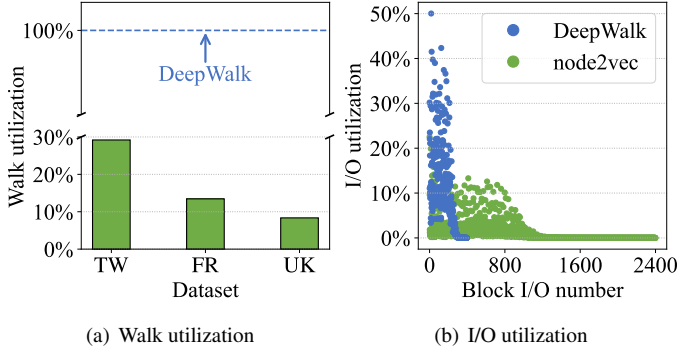 100%
DeepWalk
30%
20%
10%
0%
Walk utilization
TW FR UK
Dataset
(a) Walk utilization
50%
40%
30%
20%
10%
0%
I/O utilization
DeepWalk
node2vec
0 800 1600 2400
Block I/O number
(b) I/O utilization